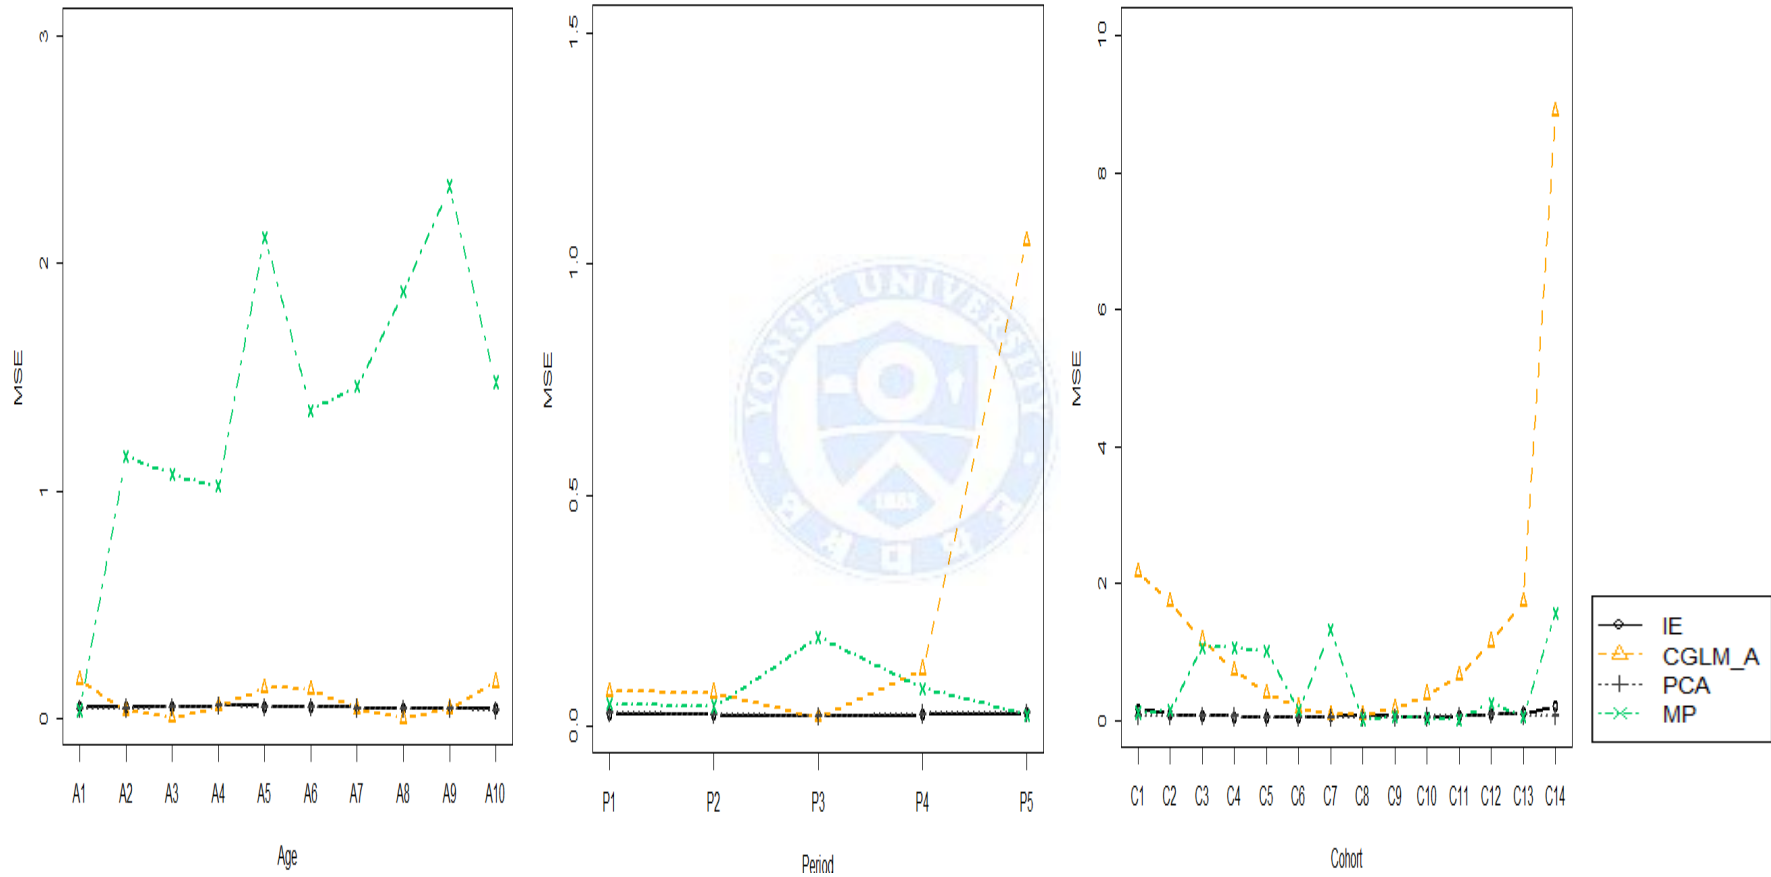 3
2
1
0
MSE
A1 A2 A3 A4 A5 A6 A7 A8 A9 A10
Age
1.5
1.0
0.5
0.0
MSE
P1 P2 P3 P4 P5
Period
10
8
6
4
2
0
MSE
C1 C2 C3 C4 C5 C6 C7 C8 C9 C10 C11 C12 C13 C14
Cohort
IE
CGLM_A
PCA
MP
YONSEI UNIVERSITY